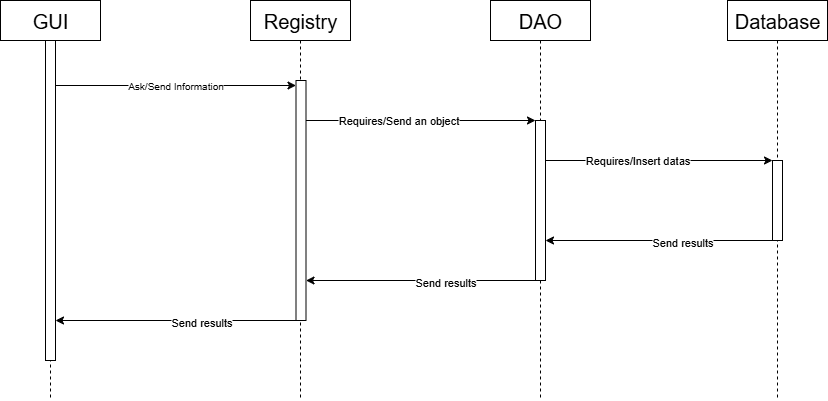 GUI
Registry
DAO
Database
Ask/Send Information
Requires/Send an object
Requires/Insert datas
Send results
Send results
Send results